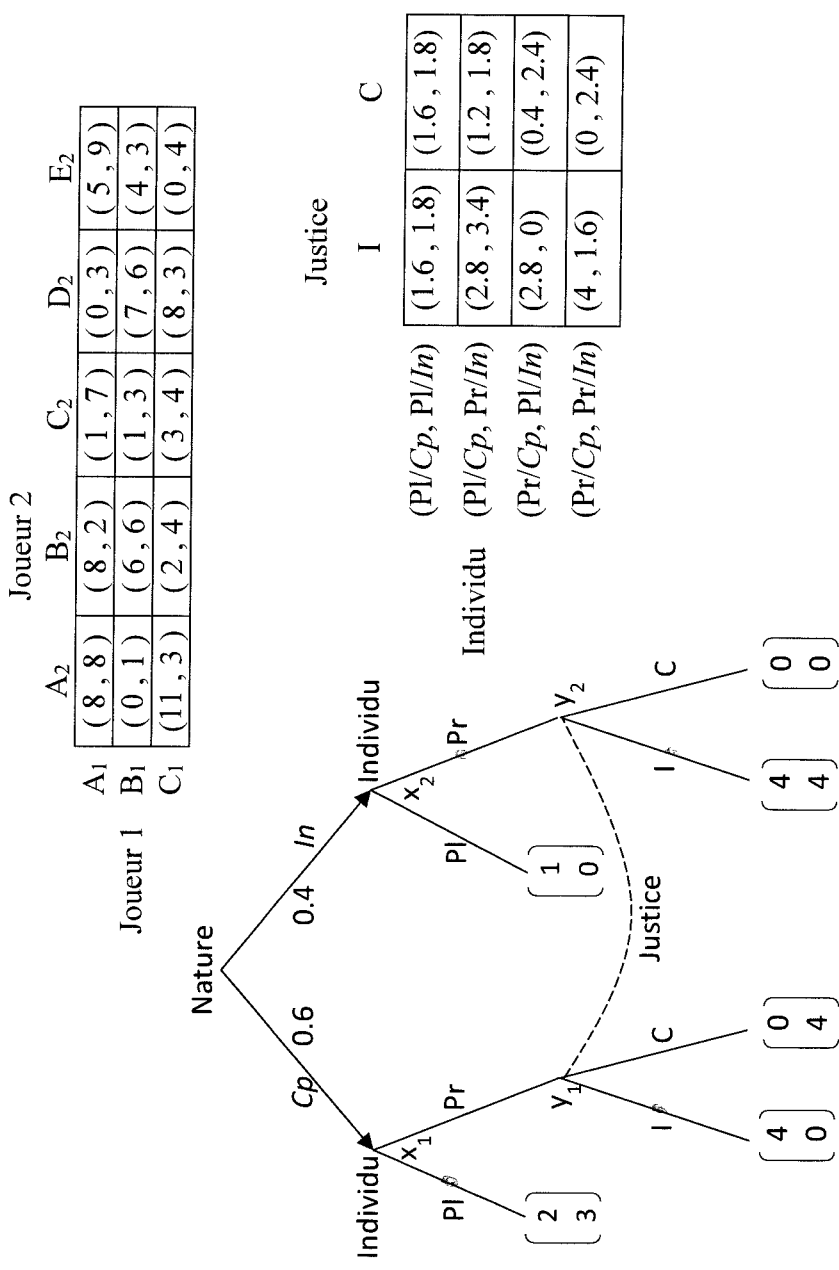 Joueur 2
A₂ B₂ C₂ D₂ E₂
A₁ ( 8 , 8 ) ( 8 , 2 ) ( 1 , 7 ) ( 0 , 3 ) ( 5 , 9 )
Joueur 1 B₁ ( 0 , 1 ) ( 6 , 6 ) ( 1 , 3 ) ( 7 , 6 ) ( 4 , 3 )
C₁ (11 , 3 ) ( 2 , 4 ) ( 3 , 4 ) ( 8 , 3 ) ( 0 , 4 )
Nature
Cp 0.6 0.4 In
Individu Individu
x₁ x₂
Pl Pr Pl Pr
2 1
3 0
y₁ y₂
Justice
I C I C
4 0 4 0
0 4 4 0
Justice
I C
(Pl/Cp, Pl/In) (1.6 , 1.8) (1.6 , 1.8)
Individu (Pl/Cp, Pr/In) (2.8 , 3.4) (1.2 , 1.8)
(Pr/Cp, Pl/In) (2.8 , 0) (0.4 , 2.4)
(Pr/Cp, Pr/In) (4 , 1.6) (0 , 2.4)